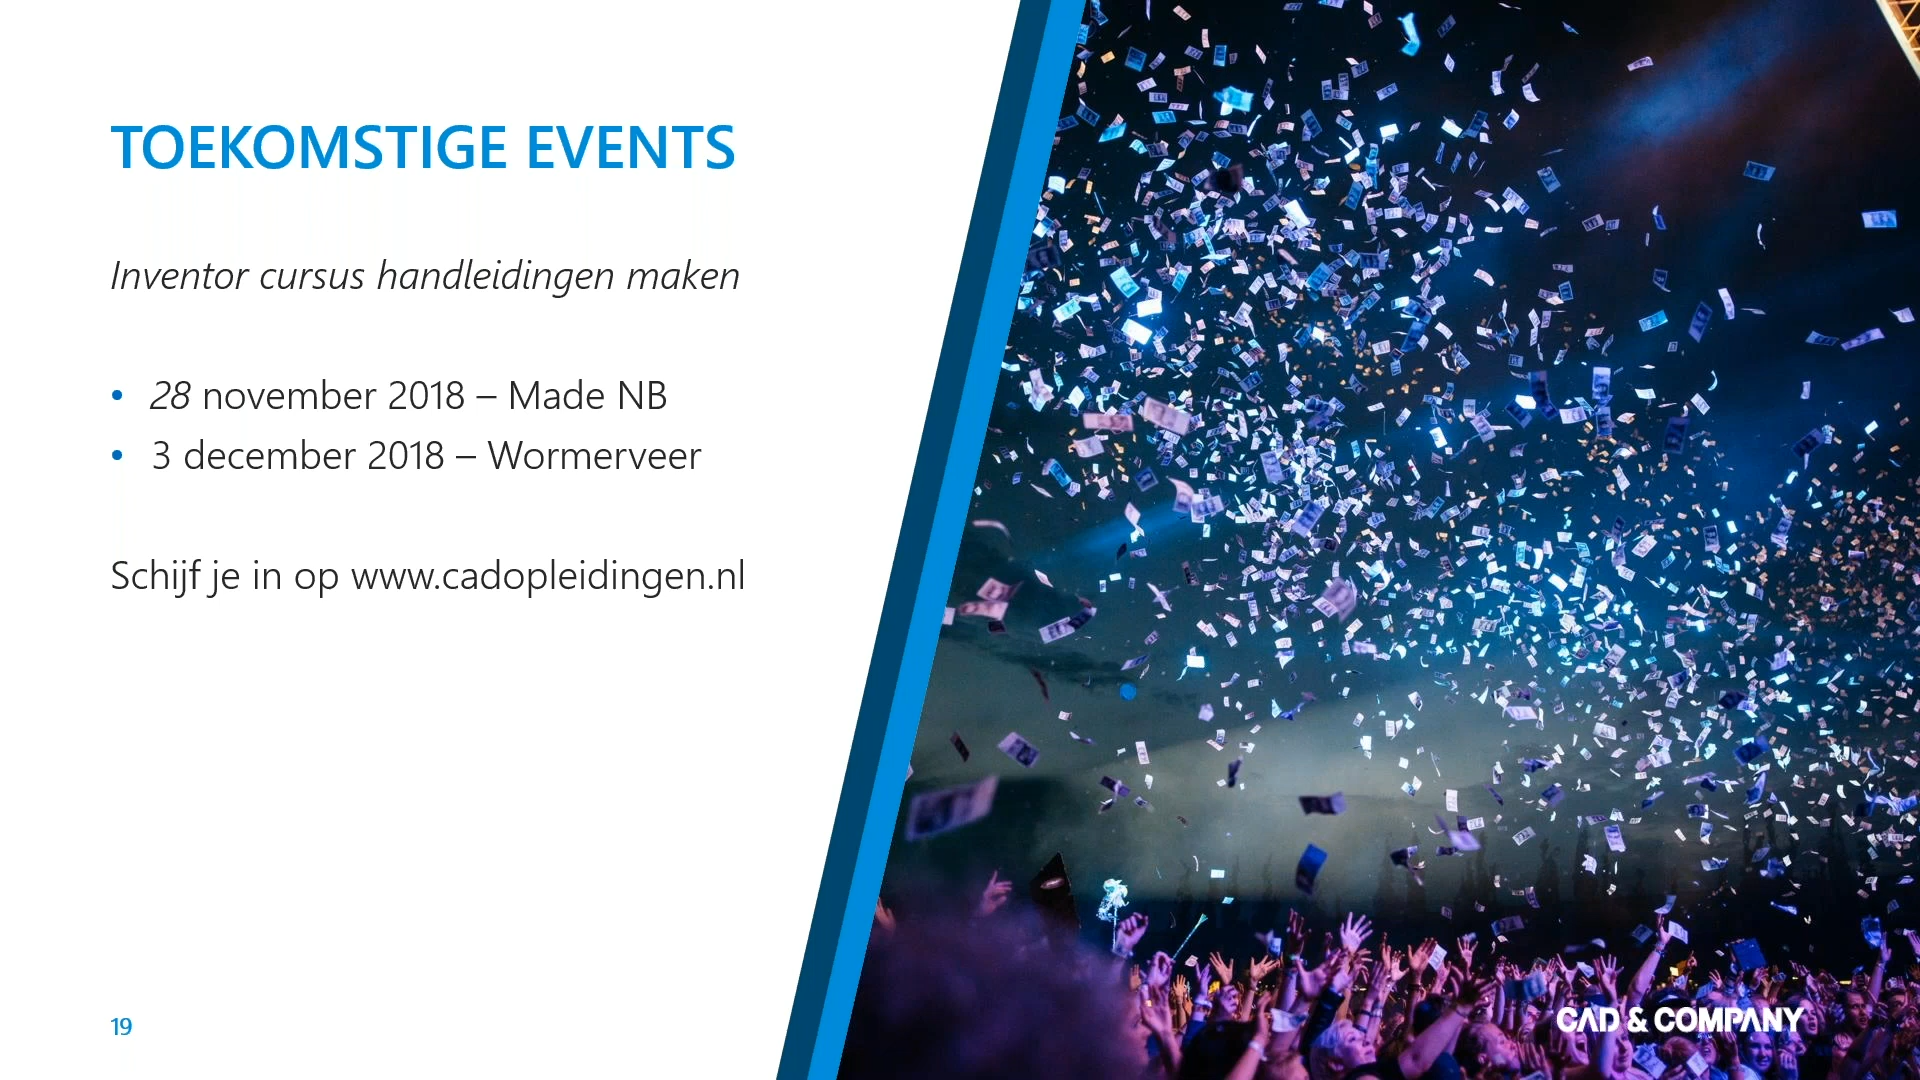 TOEKOMSTIGE EVENTS
Inventor cursus handleidingen maken
• 28 november 2018 – Made NB
• 3 december 2018 – Wormerveer
Schijf je in op www.cadopleidingen.nl
19
CAD & COMPANY